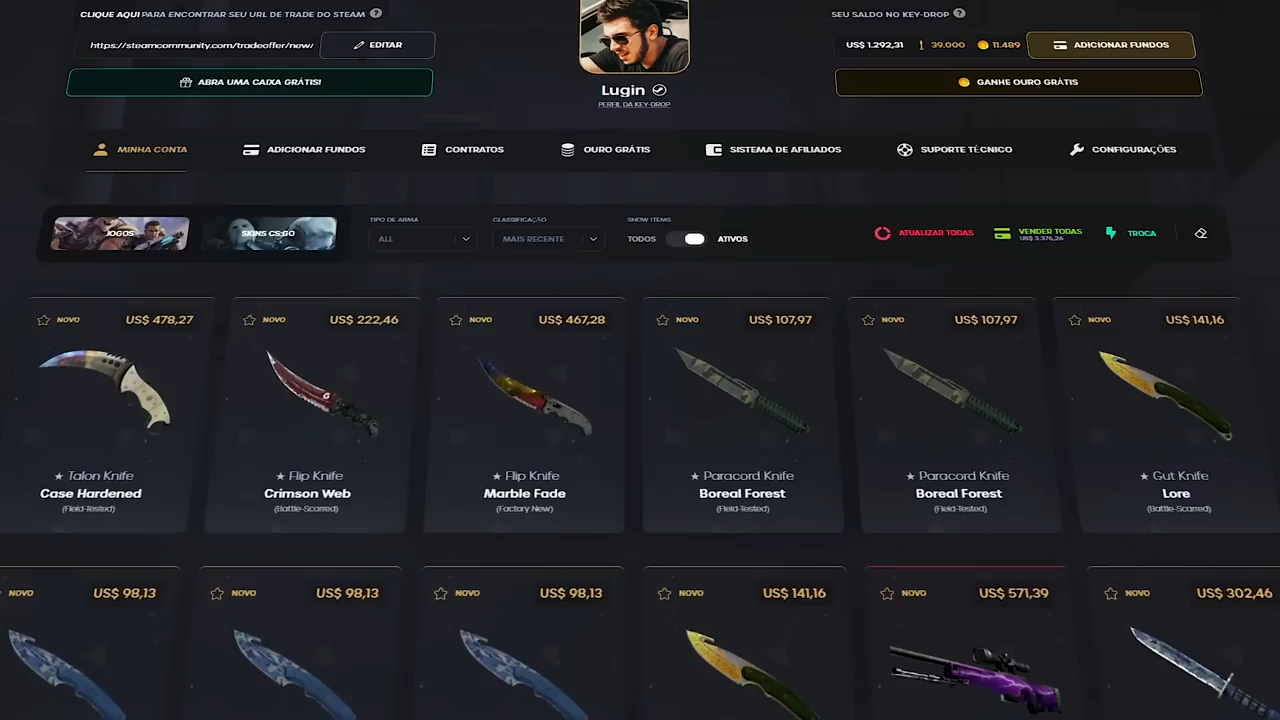 CLIQUE AQUI PARA ENCONTRAR SEU URL DE TRADE DO STEAM ?
https://steamcommunity.com/tradeoffer/new/
EDITAR
ABRA UMA CAIXA GRÁTIS!
Lugin
PERFIL DA KEY-DROP
SEU SALDO NO KEY-DROP ?
US$ 1.292,31 39.000 11.489 ADICIONAR FUNDOS
GANHE OURO GRÁTIS
MINHA CONTA ADICIONAR FUNDOS CONTRATOS OURO GRÁTIS SISTEMA DE AFILIADOS SUPORTE TÉCNICO CONFIGURAÇÕES
JOGOS SKINS CS:GO
TIPO DE ARMA
ALL
CLASSIFICAÇÃO
MAIS RECENTE
SHOW ITEMS
TODOS ATIVOS
ATUALIZAR TODAS
VENDER TODAS
US$ 3.376,26
TROCA
NOVO US$ 478,27
★ Talon Knife
Case Hardened
(Field-Tested)
NOVO US$ 222,46
★ Flip Knife
Crimson Web
(Battle-Scarred)
NOVO US$ 467,28
★ Flip Knife
Marble Fade
(Factory New)
NOVO US$ 107,97
★ Paracord Knife
Boreal Forest
(Field-Tested)
NOVO US$ 107,97
★ Paracord Knife
Boreal Forest
(Field-Tested)
NOVO US$ 141,16
★ Gut Knife
Lore
(Battle-Scarred)
NOVO US$ 98,13
NOVO US$ 98,13
NOVO US$ 98,13
NOVO US$ 141,16
NOVO US$ 571,39
NOVO US$ 302,46